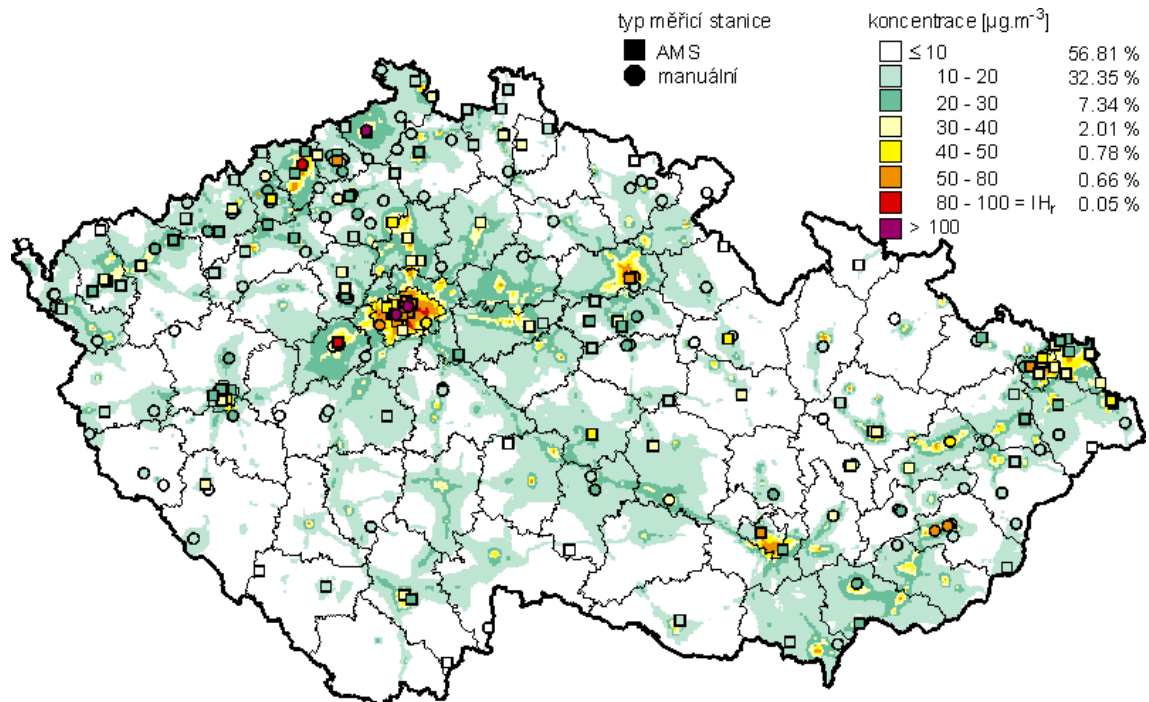 typ měřicí stanice
AMS
manuální
koncentrace [µg.m⁻³]
≤ 10 56.81 %
10 - 20 32.35 %
20 - 30 7.34 %
30 - 40 2.01 %
40 - 50 0.78 %
50 - 80 0.66 %
80 - 100 = IHᵣ 0.05 %
> 100